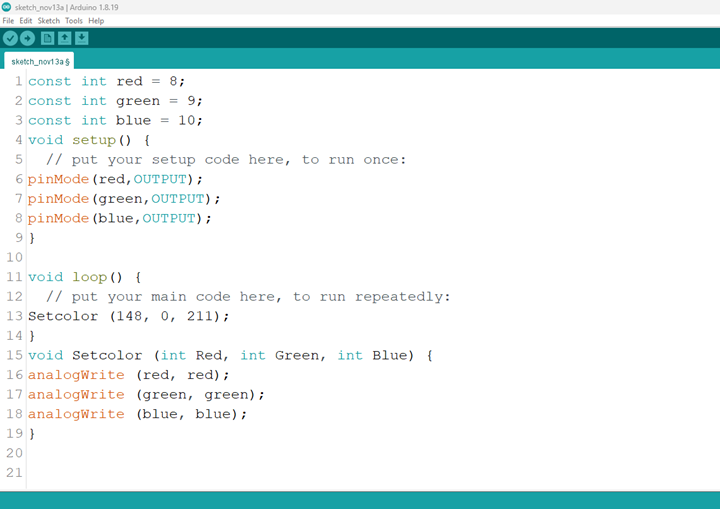 sketch_nov13a | Arduino 1.8.19
File Edit Sketch Tools Help
sketch_nov13a §
1 const int red = 8;
2 const int green = 9;
3 const int blue = 10;
4 void setup() {
5   // put your setup code here, to run once:
6 pinMode(red,OUTPUT);
7 pinMode(green,OUTPUT);
8 pinMode(blue,OUTPUT);
9 }
10
11 void loop() {
12   // put your main code here, to run repeatedly:
13 Setcolor (148, 0, 211);
14 }
15 void Setcolor (int Red, int Green, int Blue) {
16 analogWrite (red, red);
17 analogWrite (green, green);
18 analogWrite (blue, blue);
19 }
20
21